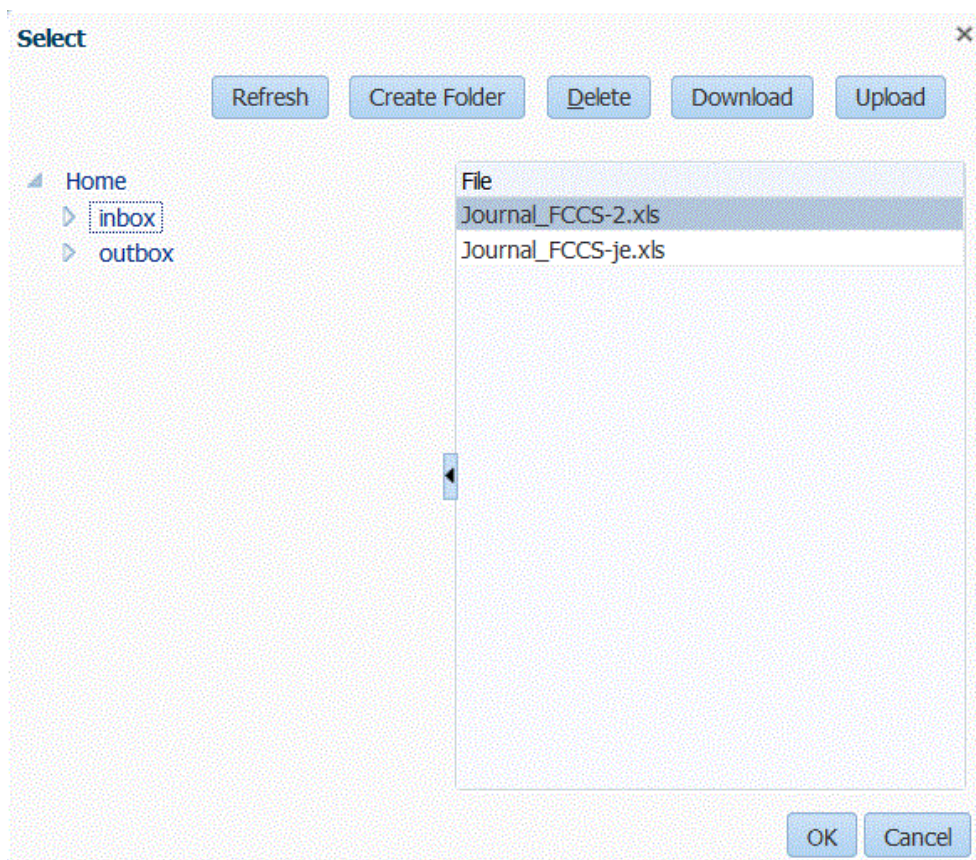 Select
Refresh Create Folder Delete Download Upload
Home
inbox
outbox
File
Journal_FCCS-2.xls
Journal_FCCS-je.xls
OK Cancel